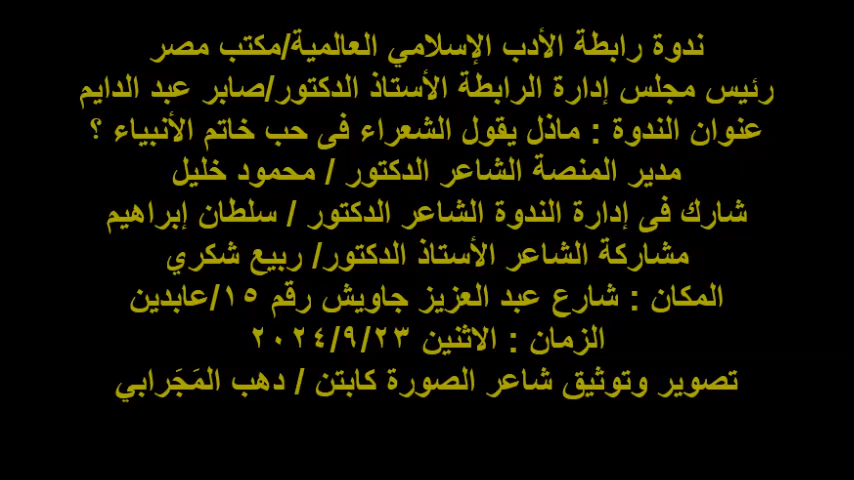 ندوة رابطة الأدب الإسلامي العالمية/مكتب مصر
رئيس مجلس إدارة الرابطة الأستاذ الدكتور/صابر عبد الدايم
عنوان الندوة : ماذل يقول الشعراء فى حب خاتم الأنبياء ؟
مدير المنصة الشاعر الدكتور / محمود خليل
شارك فى إدارة الندوة الشاعر الدكتور / سلطان إبراهيم
مشاركة الشاعر الأستاذ الدكتور/ ربيع شكري
المكان : شارع عبد العزيز جاويش رقم ١٥/عابدين
الزمان : الاثنين ٢٠٢٤/٩/٢٣
تصوير وتوثيق شاعر الصورة كابتن / دهب المَجَرابي